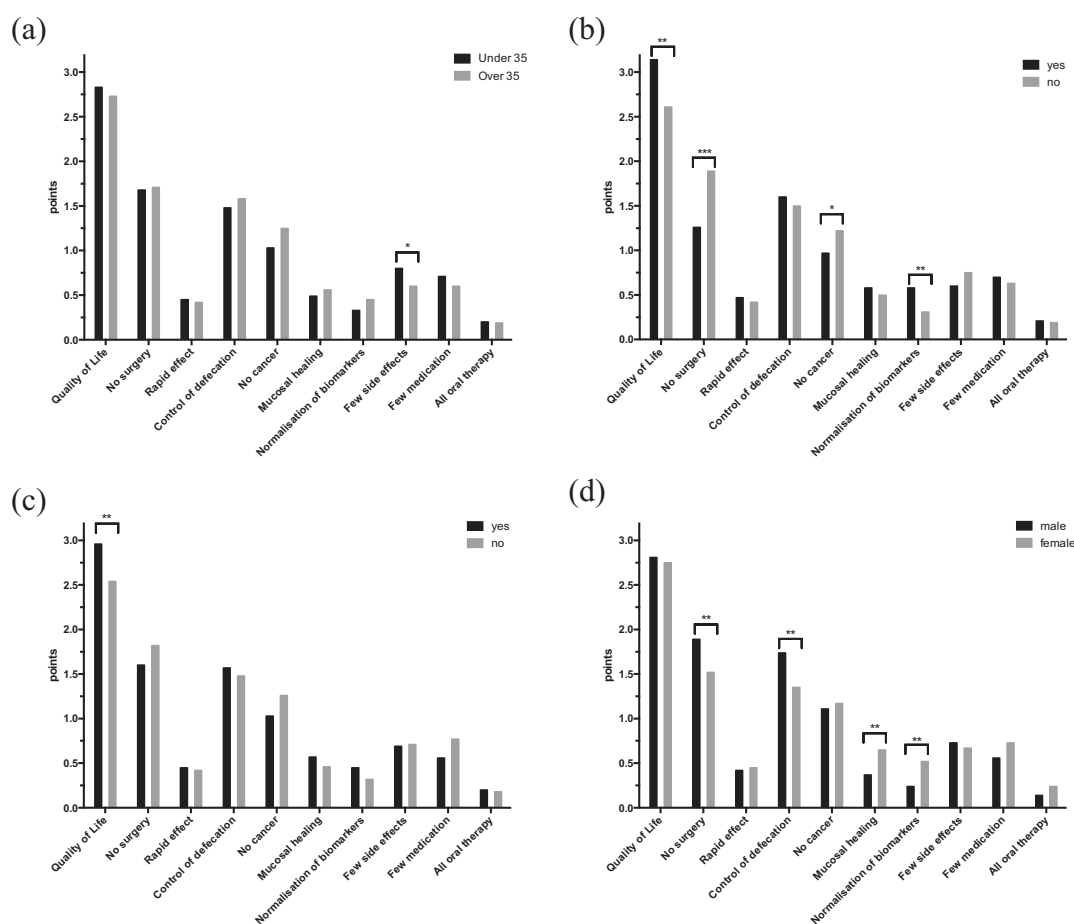 (a)
Under 35
Over 35
3.0
2.5
2.0
1.5
1.0
0.5
0.0
points
*
Quality of Life
No surgery
Rapid effect
Control of defecation
No cancer
Mucosal healing
Normalisation of biomarkers
Few side effects
Few medication
All oral therapy
(b)
yes
no
3.0
2.5
2.0
1.5
1.0
0.5
0.0
points
**
***
*
**
Quality of Life
No surgery
Rapid effect
Control of defecation
No cancer
Mucosal healing
Normalisation of biomarkers
Few side effects
Few medication
All oral therapy
(c)
yes
no
3.0
2.5
2.0
1.5
1.0
0.5
0.0
points
**
Quality of Life
No surgery
Rapid effect
Control of defecation
No cancer
Mucosal healing
Normalisation of biomarkers
Few side effects
Few medication
All oral therapy
(d)
male
female
3.0
2.5
2.0
1.5
1.0
0.5
0.0
points
**
**
**
**
Quality of Life
No surgery
Rapid effect
Control of defecation
No cancer
Mucosal healing
Normalisation of biomarkers
Few side effects
Few medication
All oral therapy